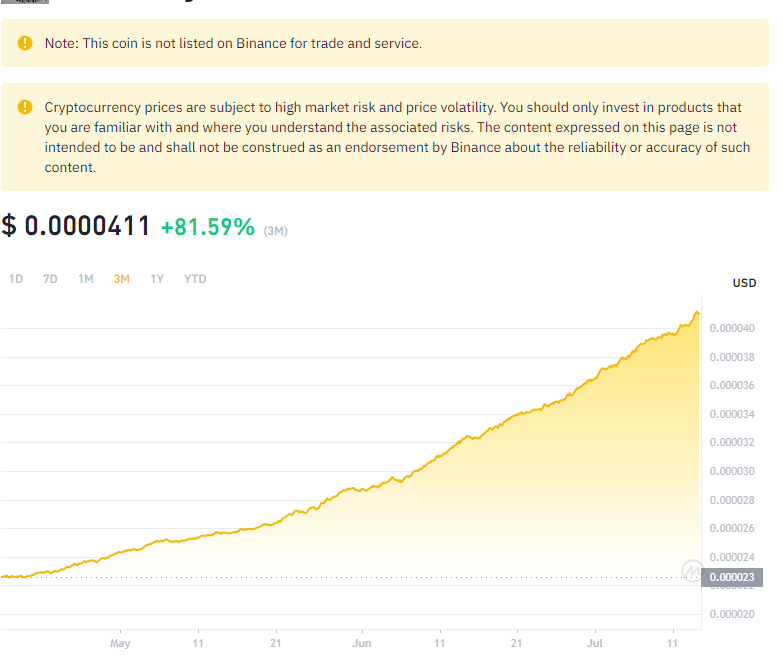 Note: This coin is not listed on Binance for trade and service.
Cryptocurrency prices are subject to high market risk and price volatility. You should only invest in products that
you are familiar with and where you understand the associated risks. The content expressed on this page is not
intended to be and shall not be construed as an endorsement by Binance about the reliability or accuracy of such
content.
$ 0.0000411 +81.59% (3M)
1D 7D 1M 3M 1Y YTD
USD
0.000040
0.000038
0.000036
0.000034
0.000032
0.000030
0.000028
0.000026
0.000024
0.000023
0.000020
May 11 21 Jun 11 21 Jul 11